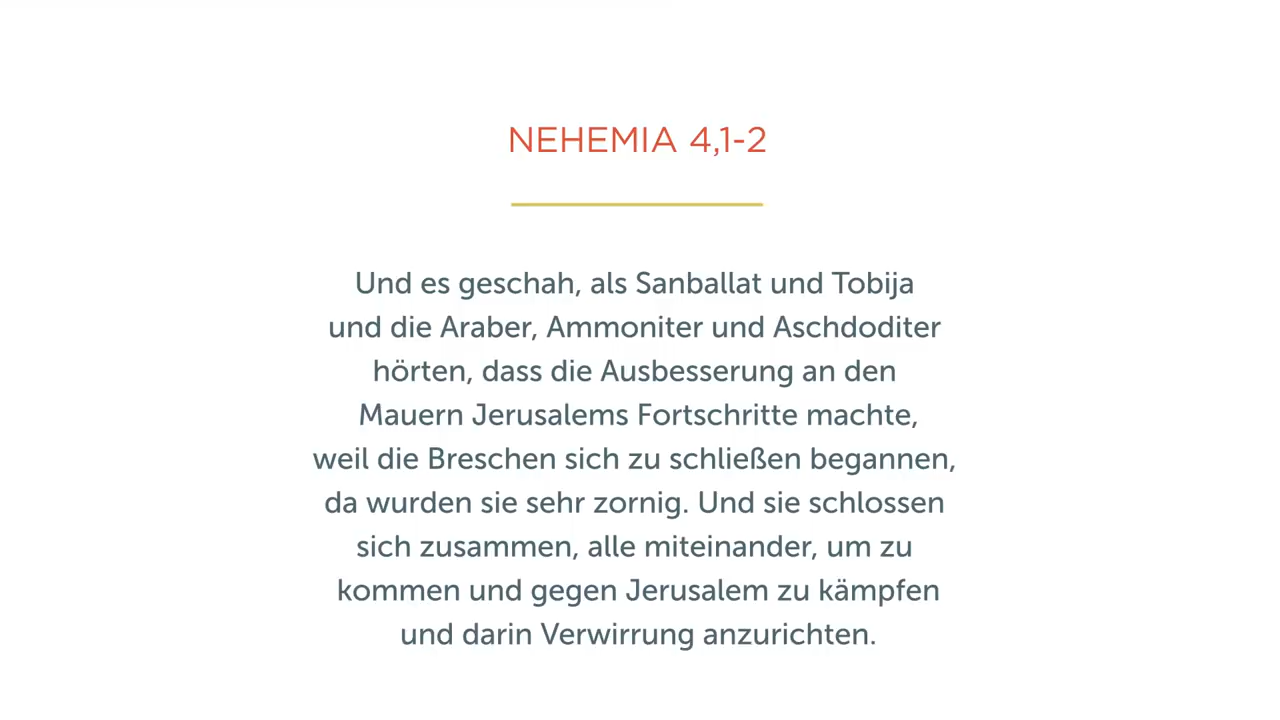 NEHEMIA 4,1-2
Und es geschah, als Sanballat und Tobija
und die Araber, Ammoniter und Aschdoditer
hörten, dass die Ausbesserung an den
Mauern Jerusalems Fortschritte machte,
weil die Breschen sich zu schließen begannen,
da wurden sie sehr zornig. Und sie schlossen
sich zusammen, alle miteinander, um zu
kommen und gegen Jerusalem zu kämpfen
und darin Verwirrung anzurichten.